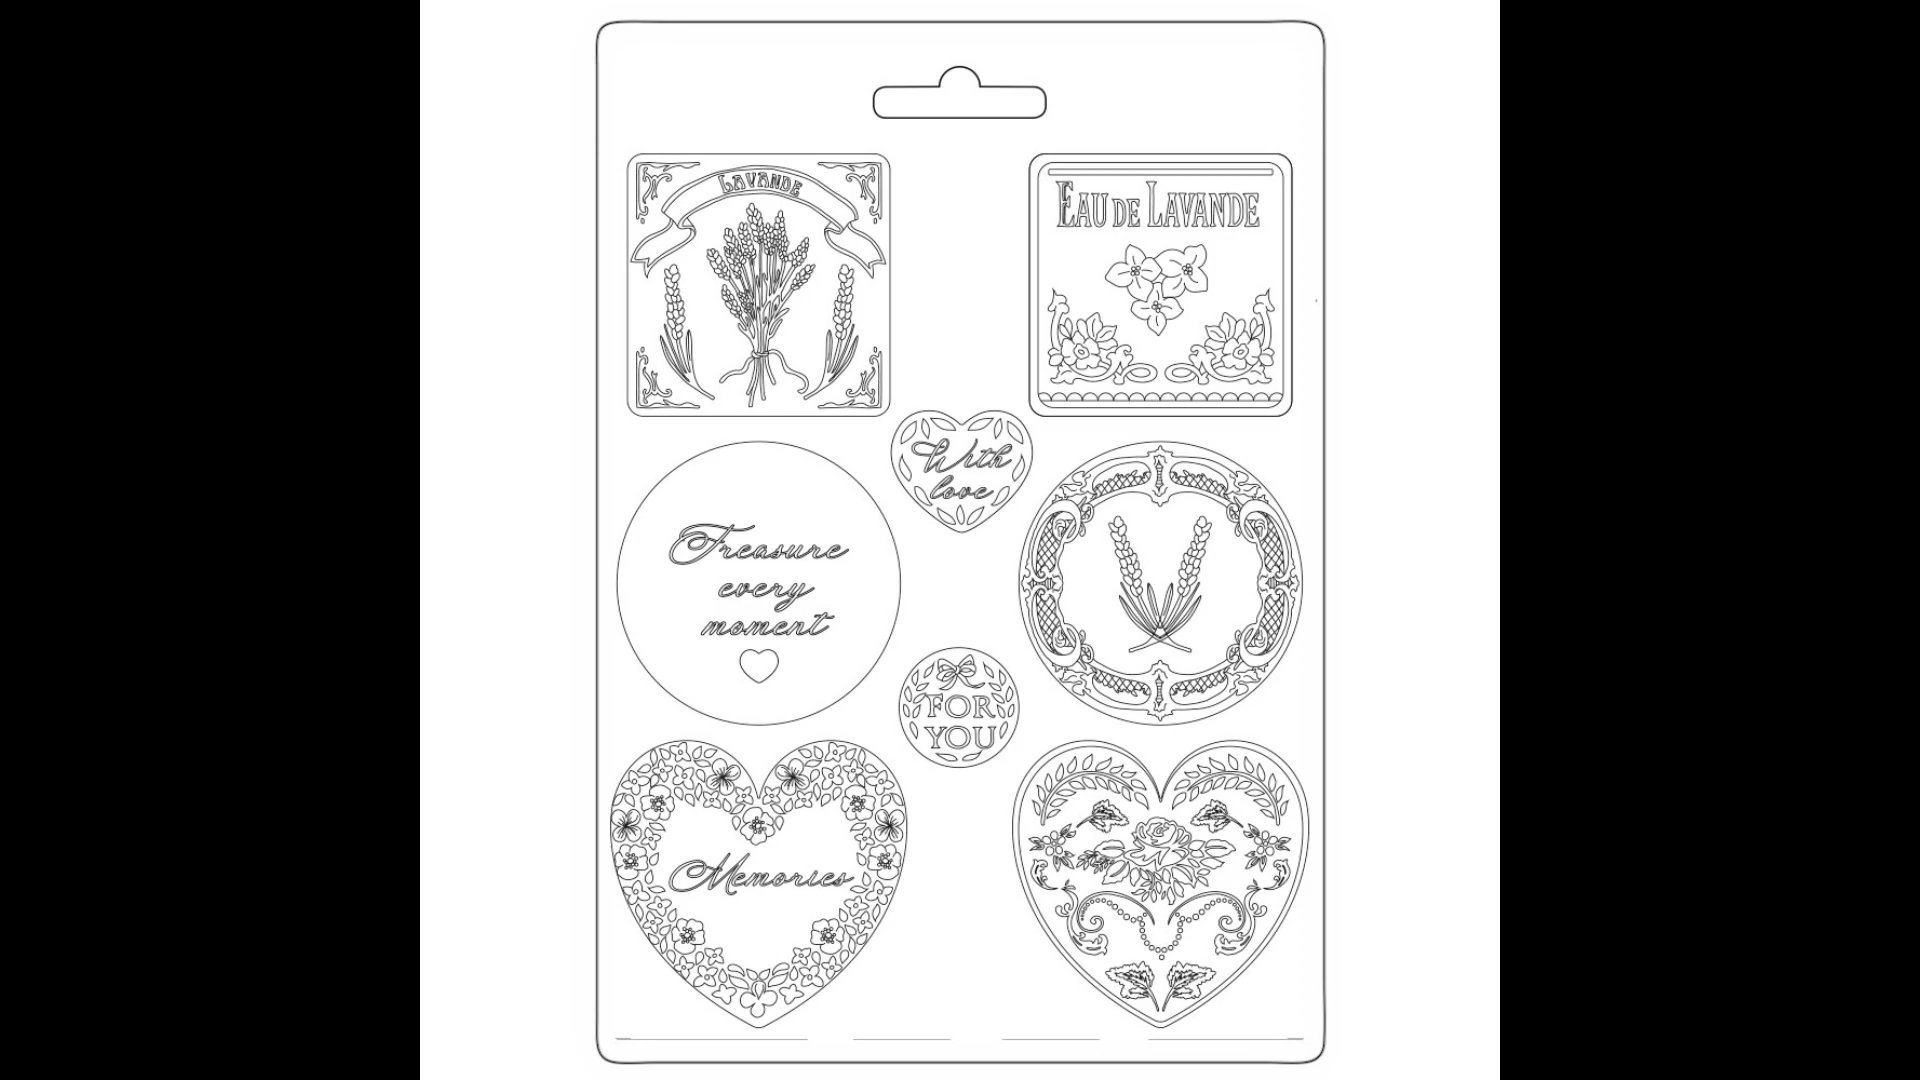 LAVANDE
EAU DE LAVANDE
With
love
Treasure
every
moment
FOR
YOU
Memories